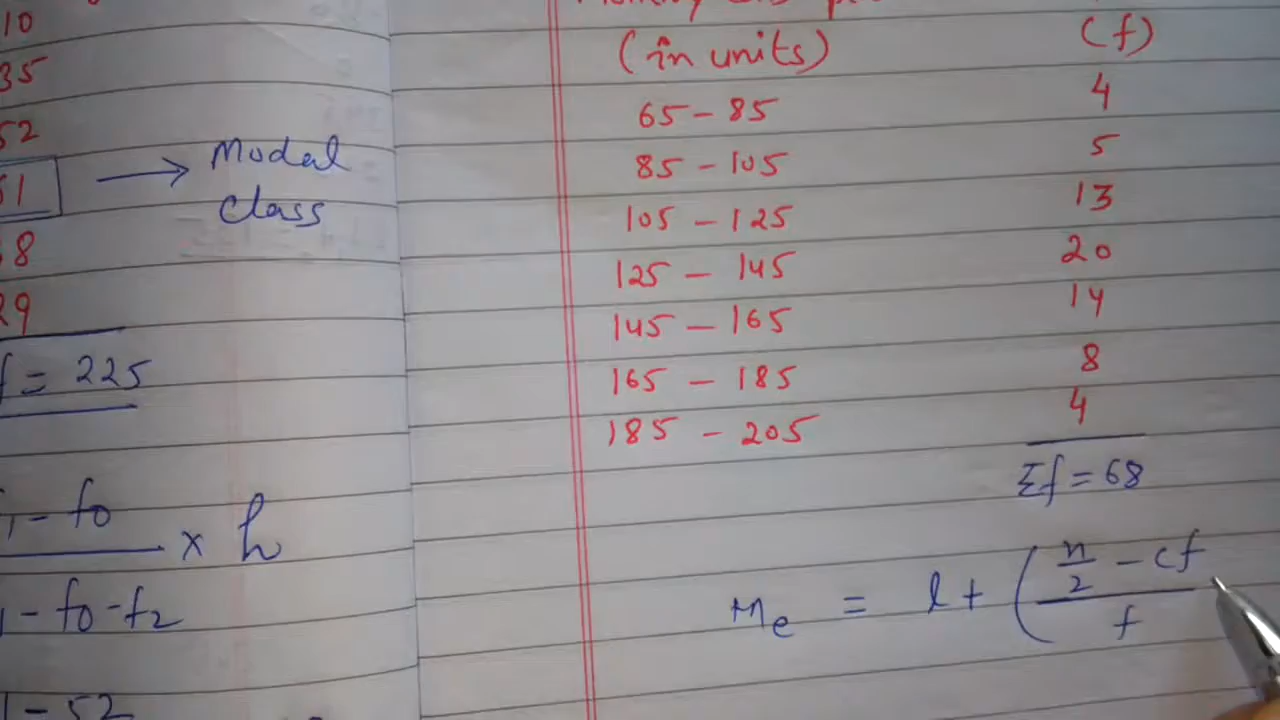 10
35
52
51 → Modal class
29
= 225
- f0
× h
- f0 - f2
- 52
(in units) (f)
65 - 85 4
85 - 105 5
105 - 125 13
125 - 145 20
145 - 165 14
165 - 185 8
185 - 205 4
Σf = 68
Me = l + ( n/2 - cf / f